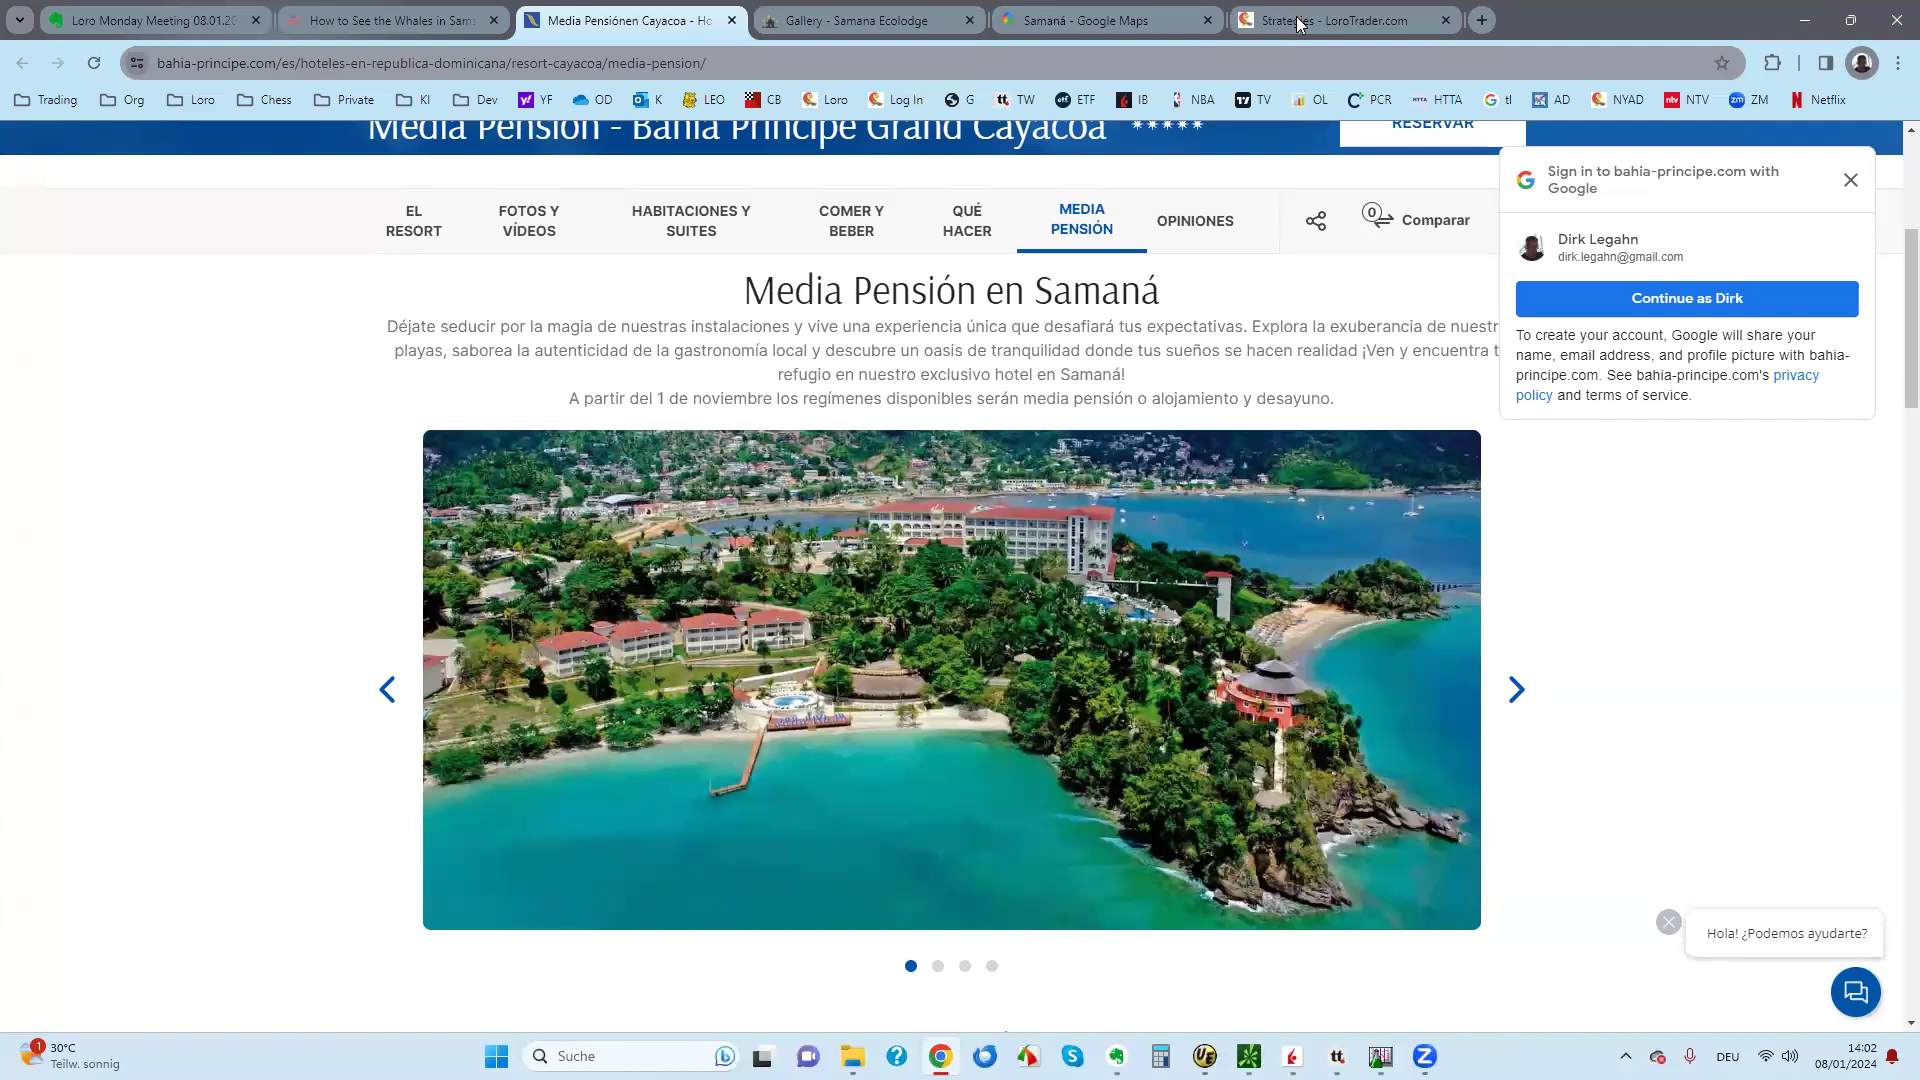 Loro Monday Meeting 08.01.20
How to See the Whales in Sam
Media Pensiónen Cayacoa - Ho
Gallery - Samana Ecolodge
Samaná - Google Maps
Strategies - LoroTrader.com
bahia-principe.com/es/hoteles-en-republica-dominicana/resort-cayacoa/media-pension/
Trading Org Loro Chess Private KI Dev YF OD K LEO CB Loro Log In G TW ETF IB NBA TV OL PCR HTTA tl AD NYAD NTV ZM Netflix
Media Pensión - Bahia Principe Grand Cayacoa *****
RESERVAR
EL RESORT
FOTOS Y VÍDEOS
HABITACIONES Y SUITES
COMER Y BEBER
QUÉ HACER
MEDIA PENSIÓN
OPINIONES
0
Comparar
Sign in to bahia-principe.com with
Google
Dirk Legahn
dirk.legahn@gmail.com
Continue as Dirk
To create your account, Google will share your
name, email address, and profile picture with bahia-
principe.com. See bahia-principe.com's privacy
policy and terms of service.
Media Pensión en Samaná
Déjate seducir por la magia de nuestras instalaciones y vive una experiencia única que desafiará tus expectativas. Explora la exuberancia de nuestr
playas, saborea la autenticidad de la gastronomía local y descubre un oasis de tranquilidad donde tus sueños se hacen realidad ¡Ven y encuentra t
refugio en nuestro exclusivo hotel en Samaná!
A partir del 1 de noviembre los regímenes disponibles serán media pensión o alojamiento y desayuno.
Hola! ¿Podemos ayudarte?
1
30°C
Teilw. sonnig
Suche
DEU
14:02
08/01/2024